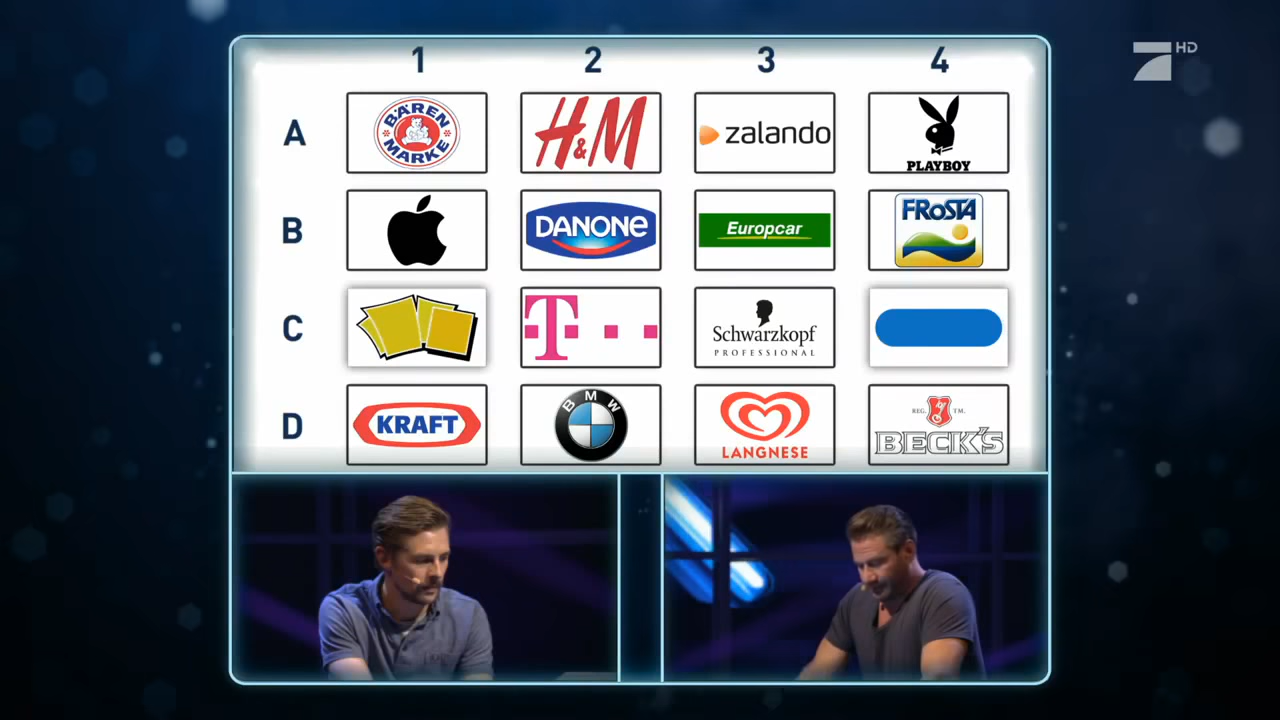 HD
1 2 3 4
A
BÄREN MARKE
H&M
zalando
PLAYBOY
B
DANONE
Europcar
FRoSTA
C
T
Schwarzkopf
PROFESSIONAL
D
KRAFT
BMW
LANGNESE
REG. TM.
BECK'S